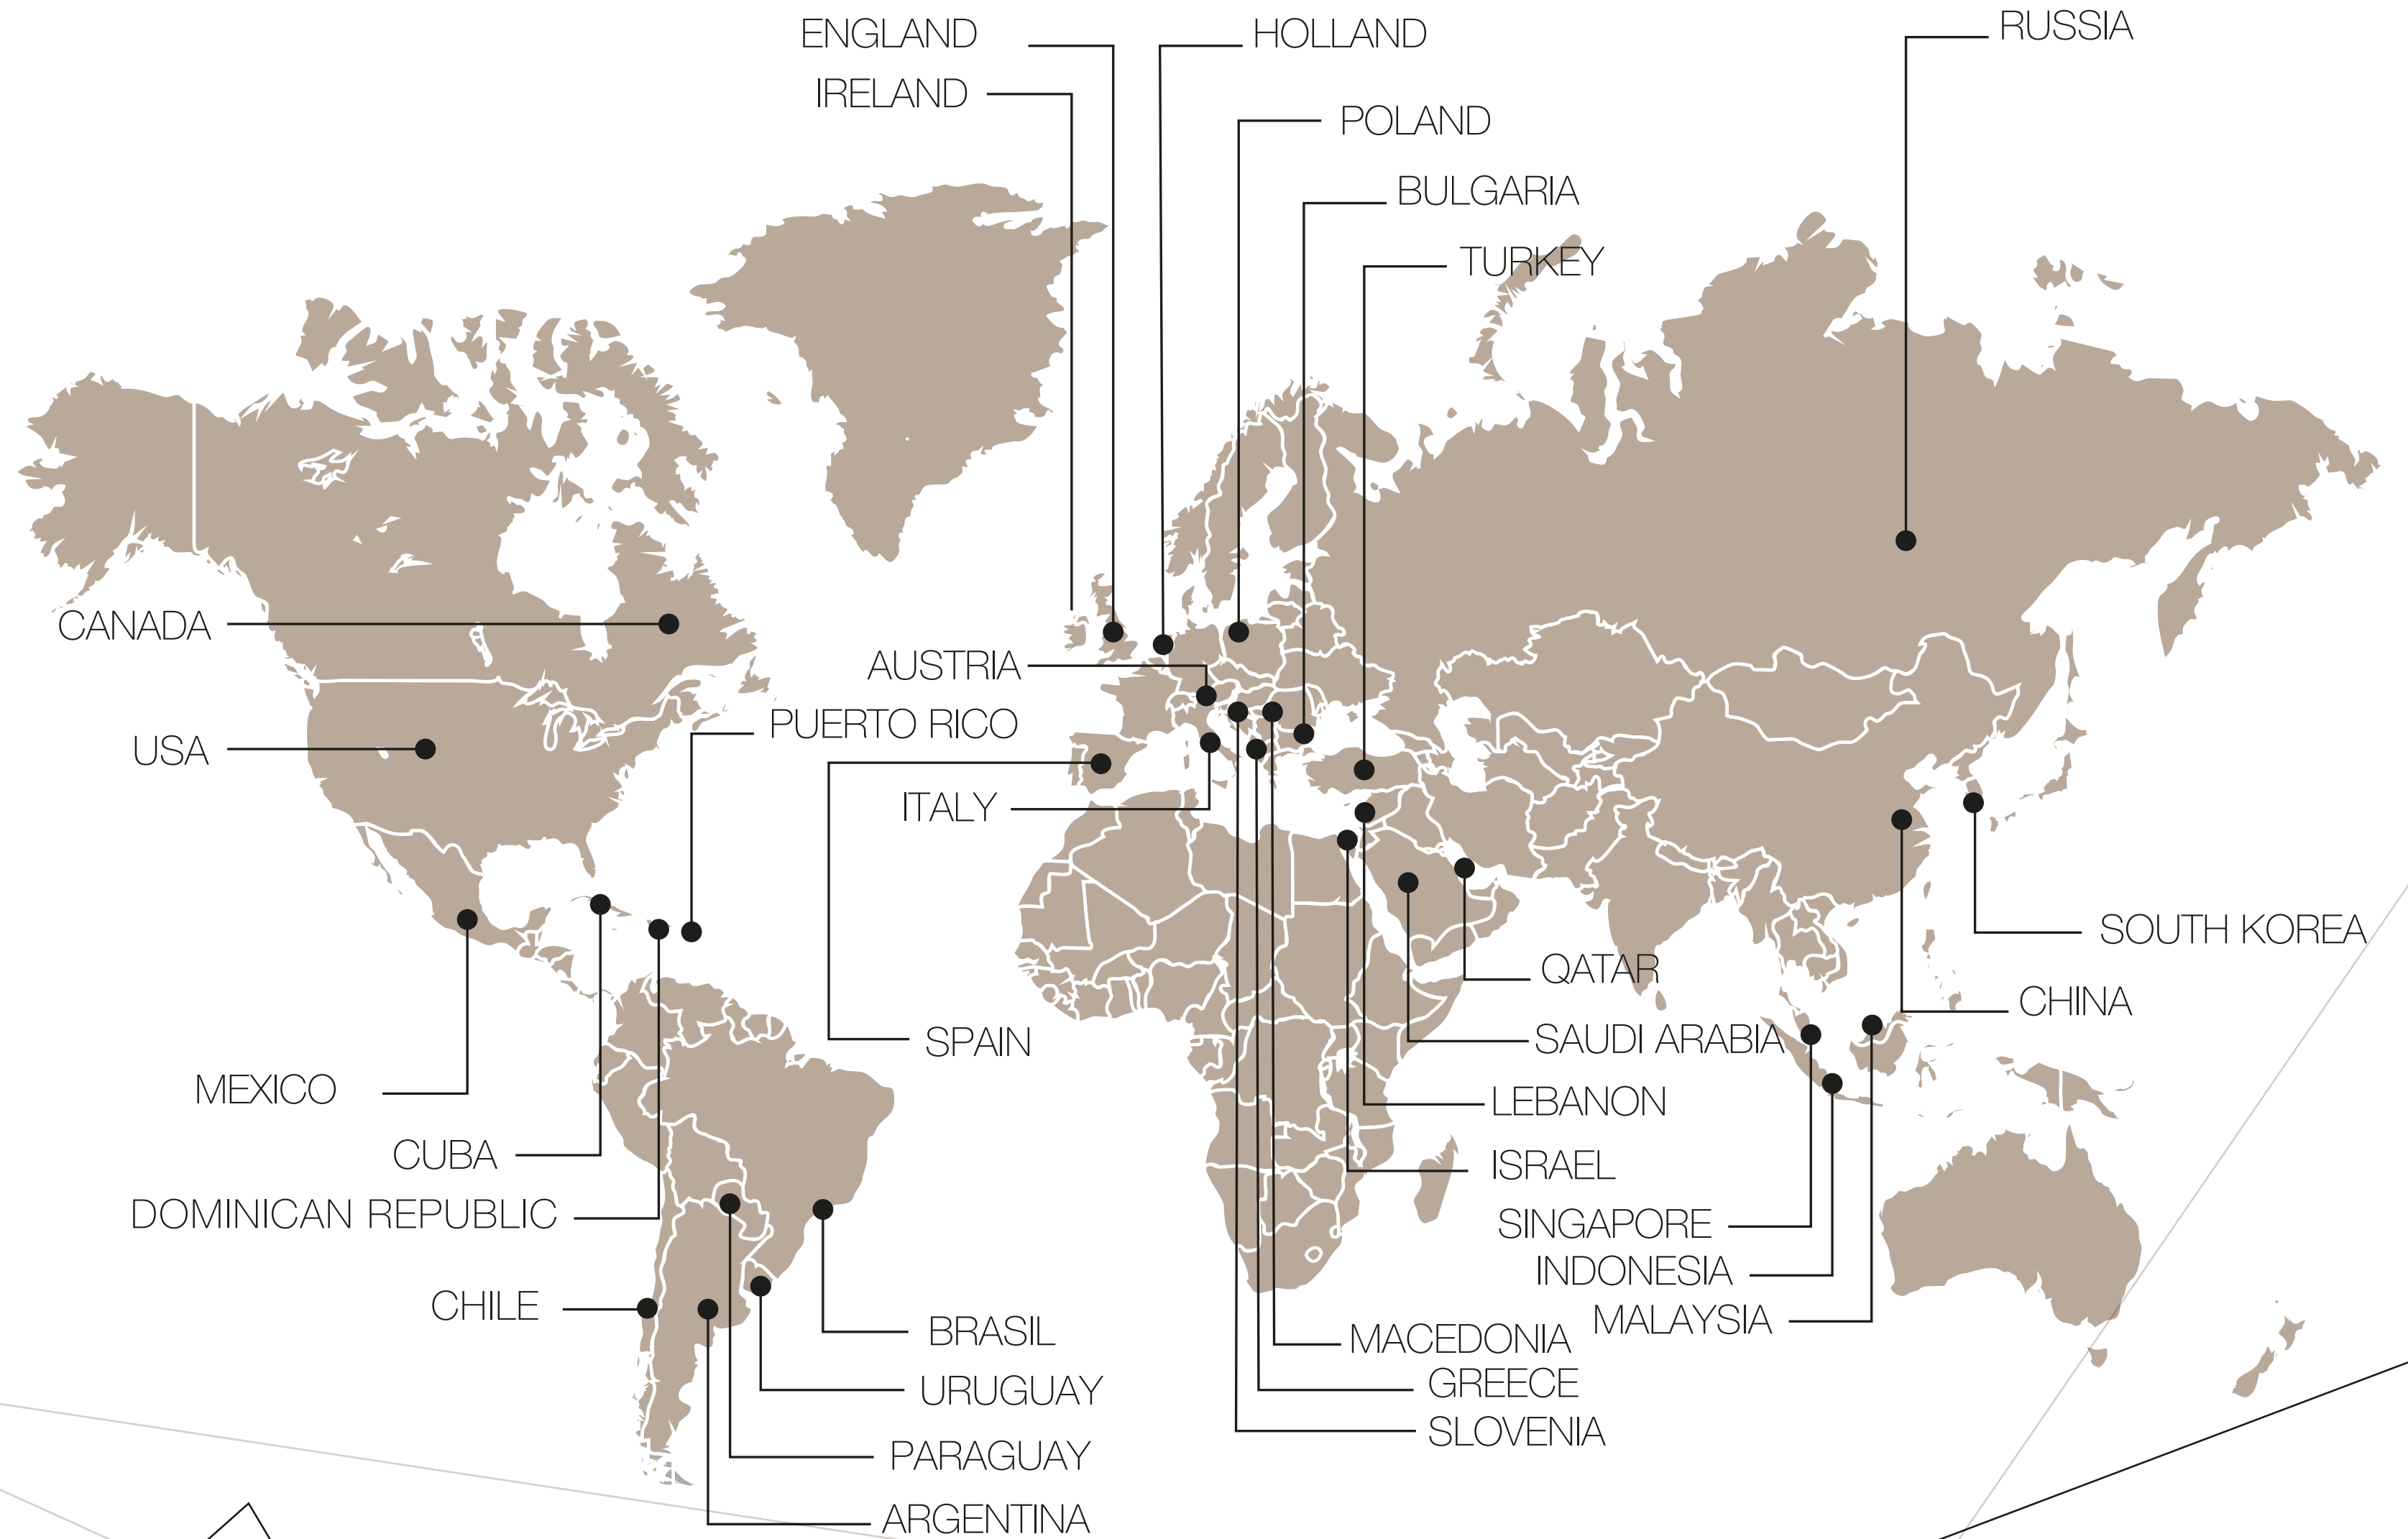 ENGLAND
HOLLAND
RUSSIA
IRELAND
POLAND
BULGARIA
TURKEY
CANADA
AUSTRIA
PUERTO RICO
USA
ITALY
SOUTH KOREA
QATAR
CHINA
SPAIN
SAUDI ARABIA
MEXICO
LEBANON
CUBA
ISRAEL
DOMINICAN REPUBLIC
SINGAPORE
INDONESIA
CHILE
MALAYSIA
BRASIL
MACEDONIA
URUGUAY
GREECE
SLOVENIA
PARAGUAY
ARGENTINA